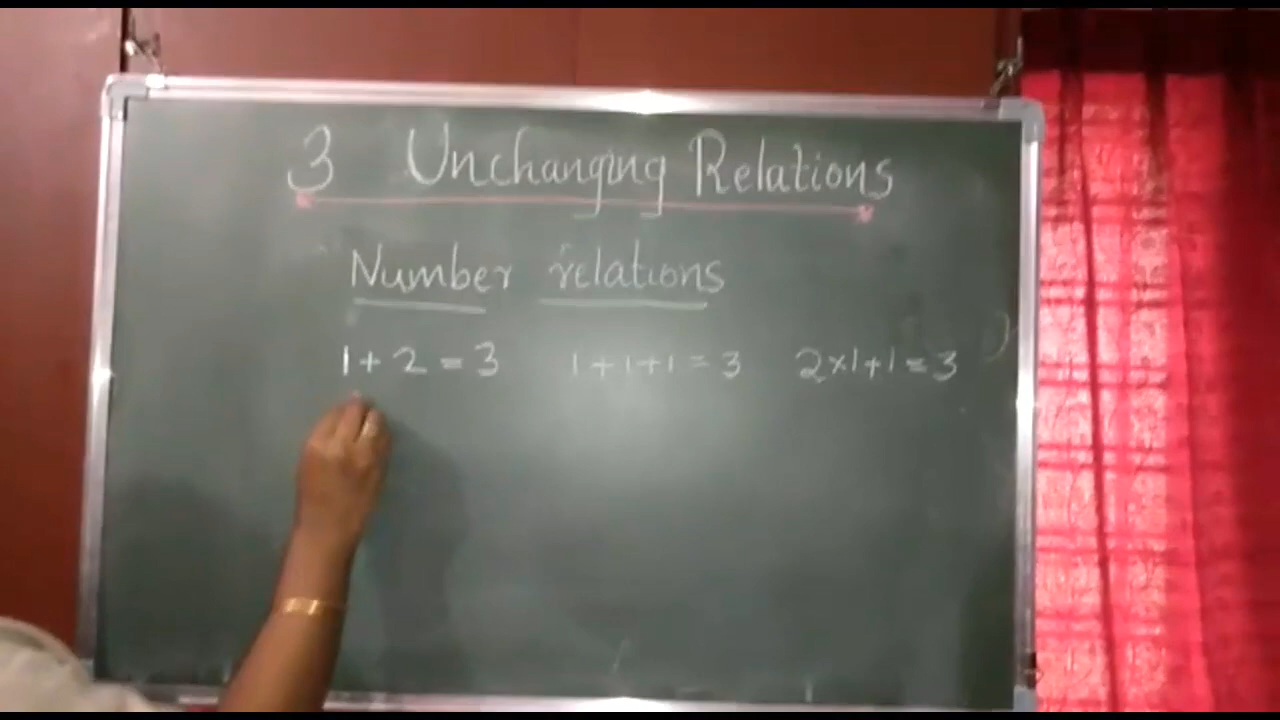 3 Unchanging Relations
Number relations
1 + 2 = 3 1 + 1 + 1 = 3 2×1+1 = 3